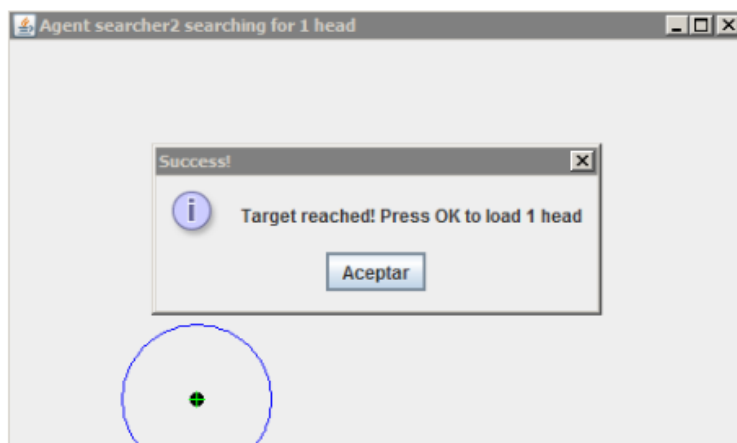 Agent searcher2 searching for 1 head
Success!
Target reached! Press OK to load 1 head
Aceptar